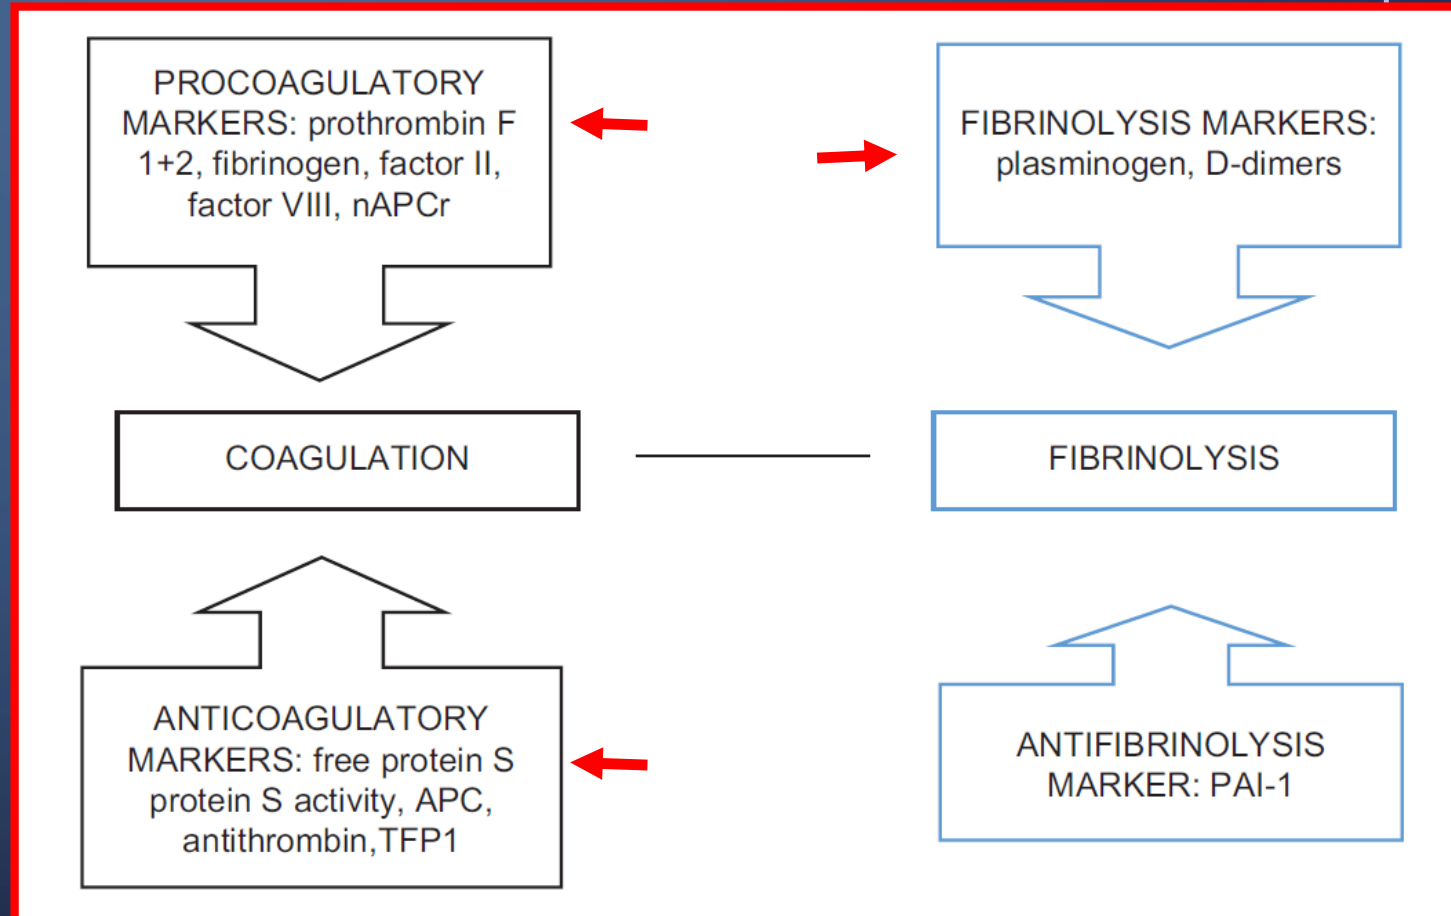 PROCOAGULATORY
MARKERS: prothrombin F
1+2, fibrinogen, factor II,
factor VIII, nAPCr
FIBRINOLYSIS MARKERS:
plasminogen, D-dimers
COAGULATION
FIBRINOLYSIS
ANTICOAGULATORY
MARKERS: free protein S
protein S activity, APC,
antithrombin,TFP1
ANTIFIBRINOLYSIS
MARKER: PAI-1